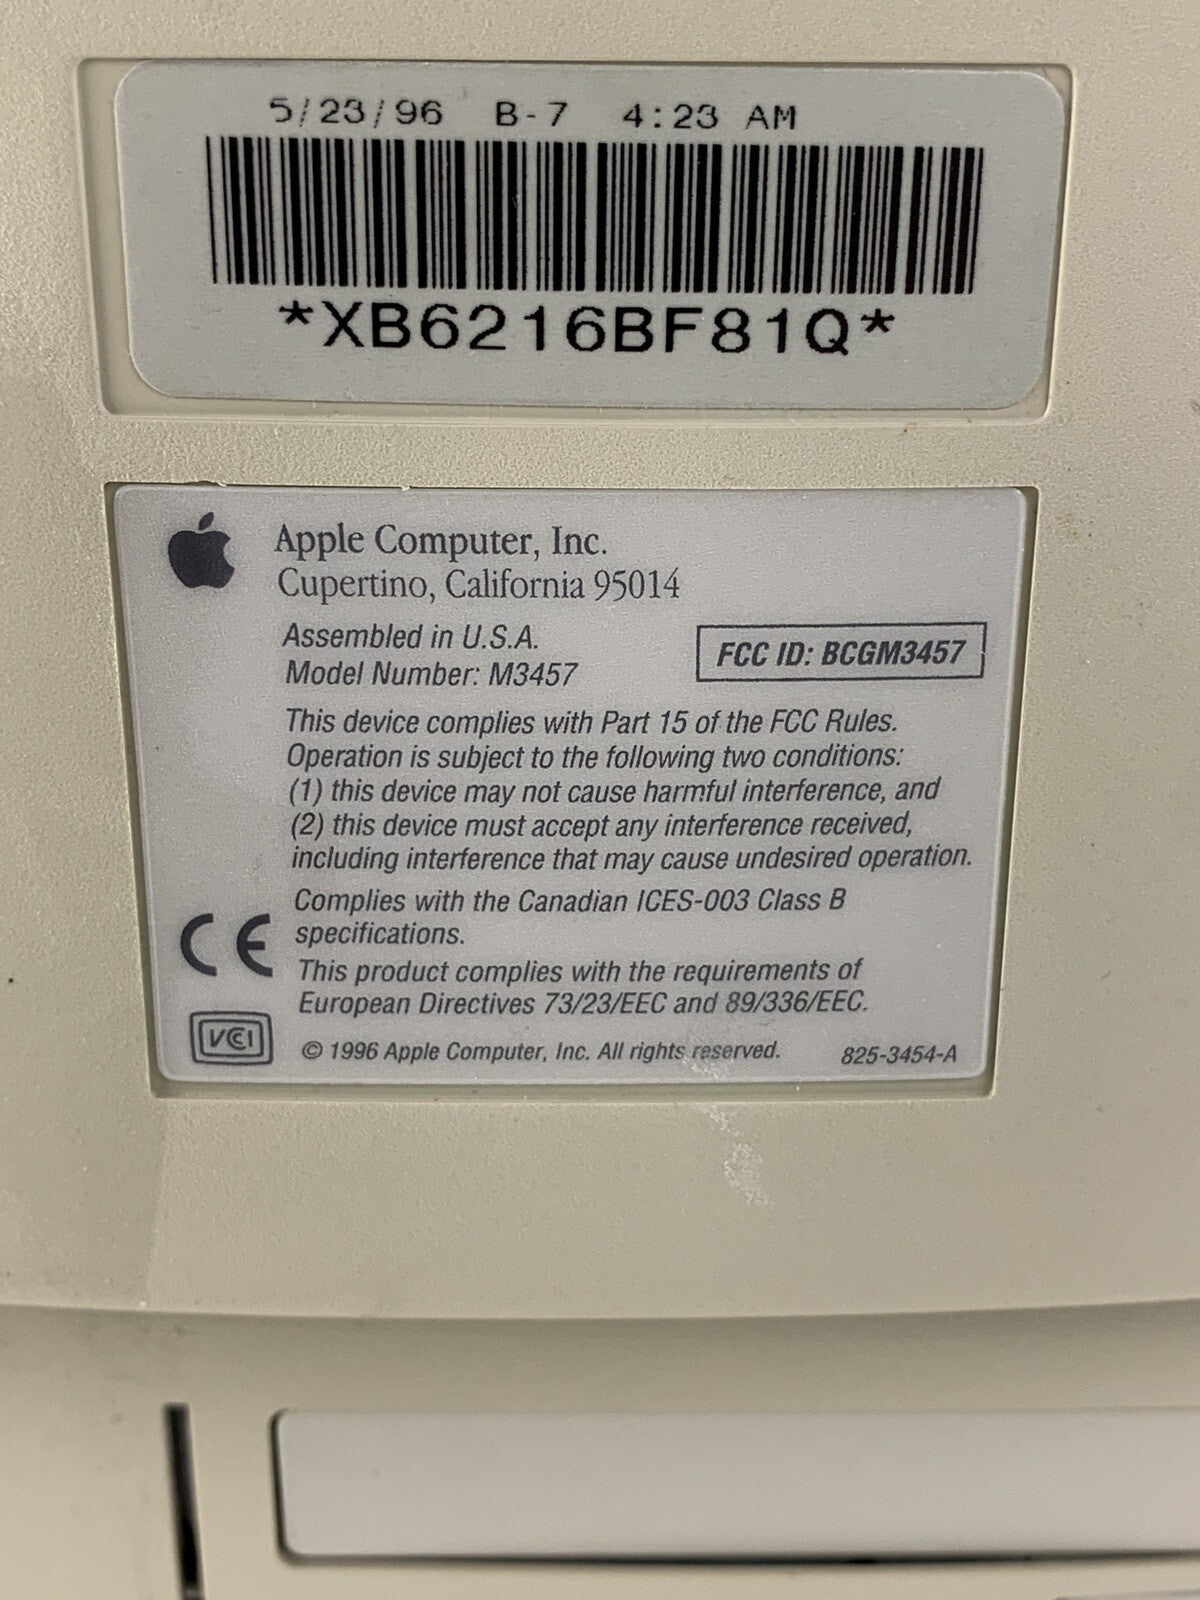 5/23/96 B-7 4:23 AM
*XB6216BF81Q*
Apple Computer, Inc.
Cupertino, California 95014
Assembled in U.S.A.
Model Number: M3457
FCC ID: BCGM3457
This device complies with Part 15 of the FCC Rules.
Operation is subject to the following two conditions:
(1) this device may not cause harmful interference, and
(2) this device must accept any interference received,
including interference that may cause undesired operation.
Complies with the Canadian ICES-003 Class B
specifications.
CE
This product complies with the requirements of
European Directives 73/23/EEC and 89/336/EEC.
VCI
© 1996 Apple Computer, Inc. All rights reserved.
825-3454-A